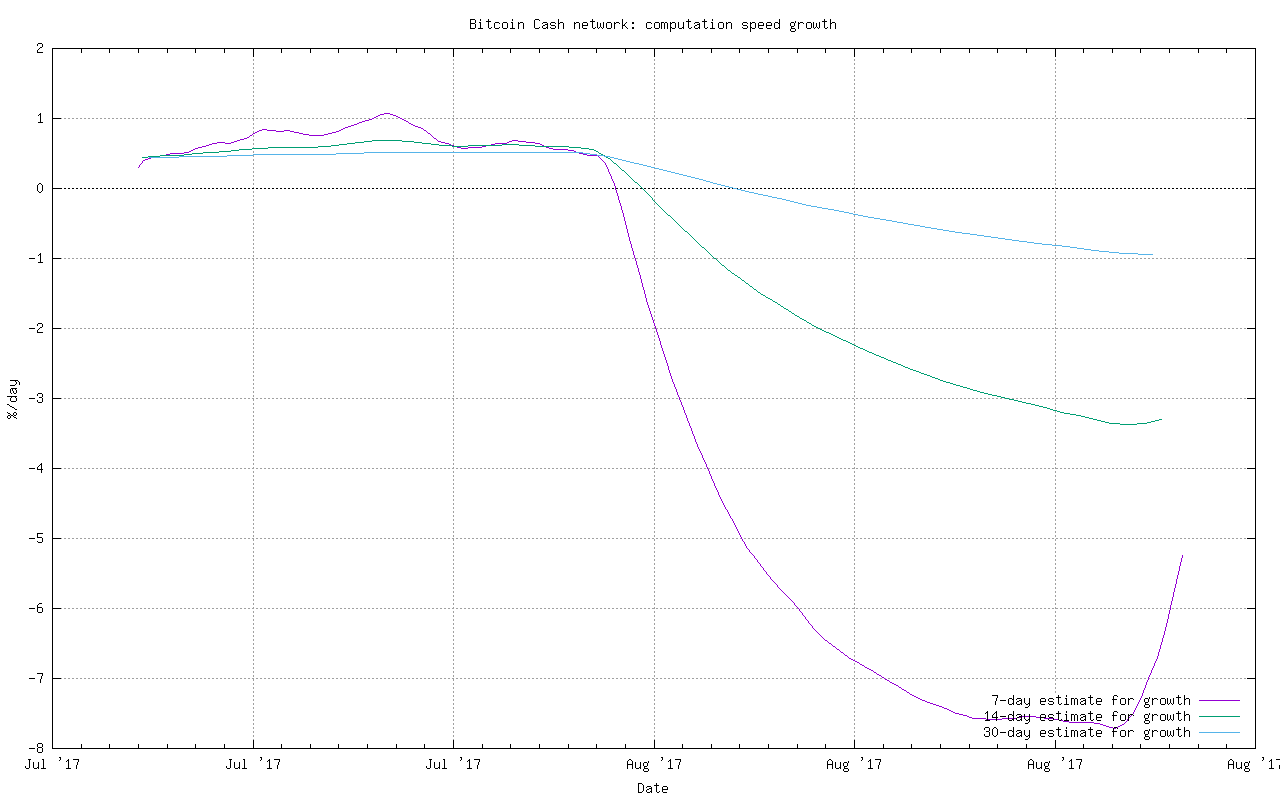 Bitcoin Cash network: computation speed growth
2
1
0
-1
-2
-3
-4
-5
-6
-7
-8
%/day
7-day estimate for growth
14-day estimate for growth
30-day estimate for growth
Jul '17 Jul '17 Jul '17 Aug '17 Aug '17 Aug '17 Aug '17
Date